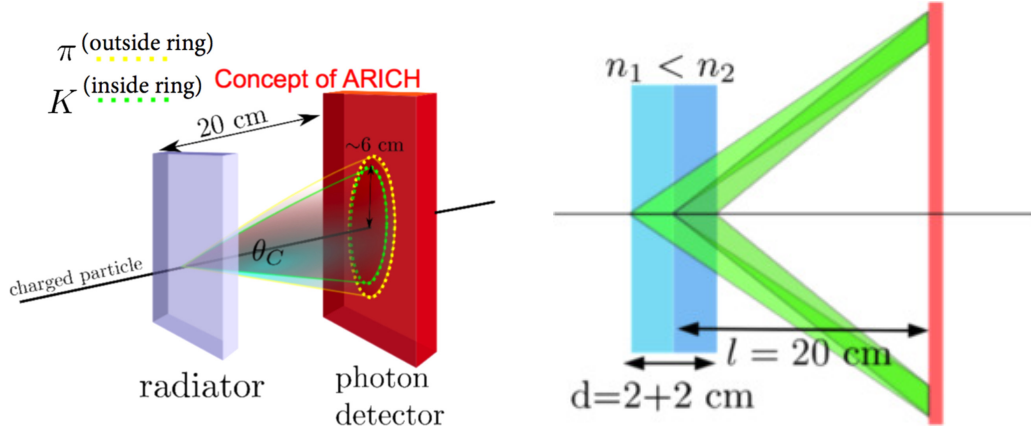 π (outside ring)
K (inside ring)
Concept of ARICH
20 cm
~6 cm
θC
charged particle
radiator
photon
detector
n1 < n2
l = 20 cm
d=2+2 cm